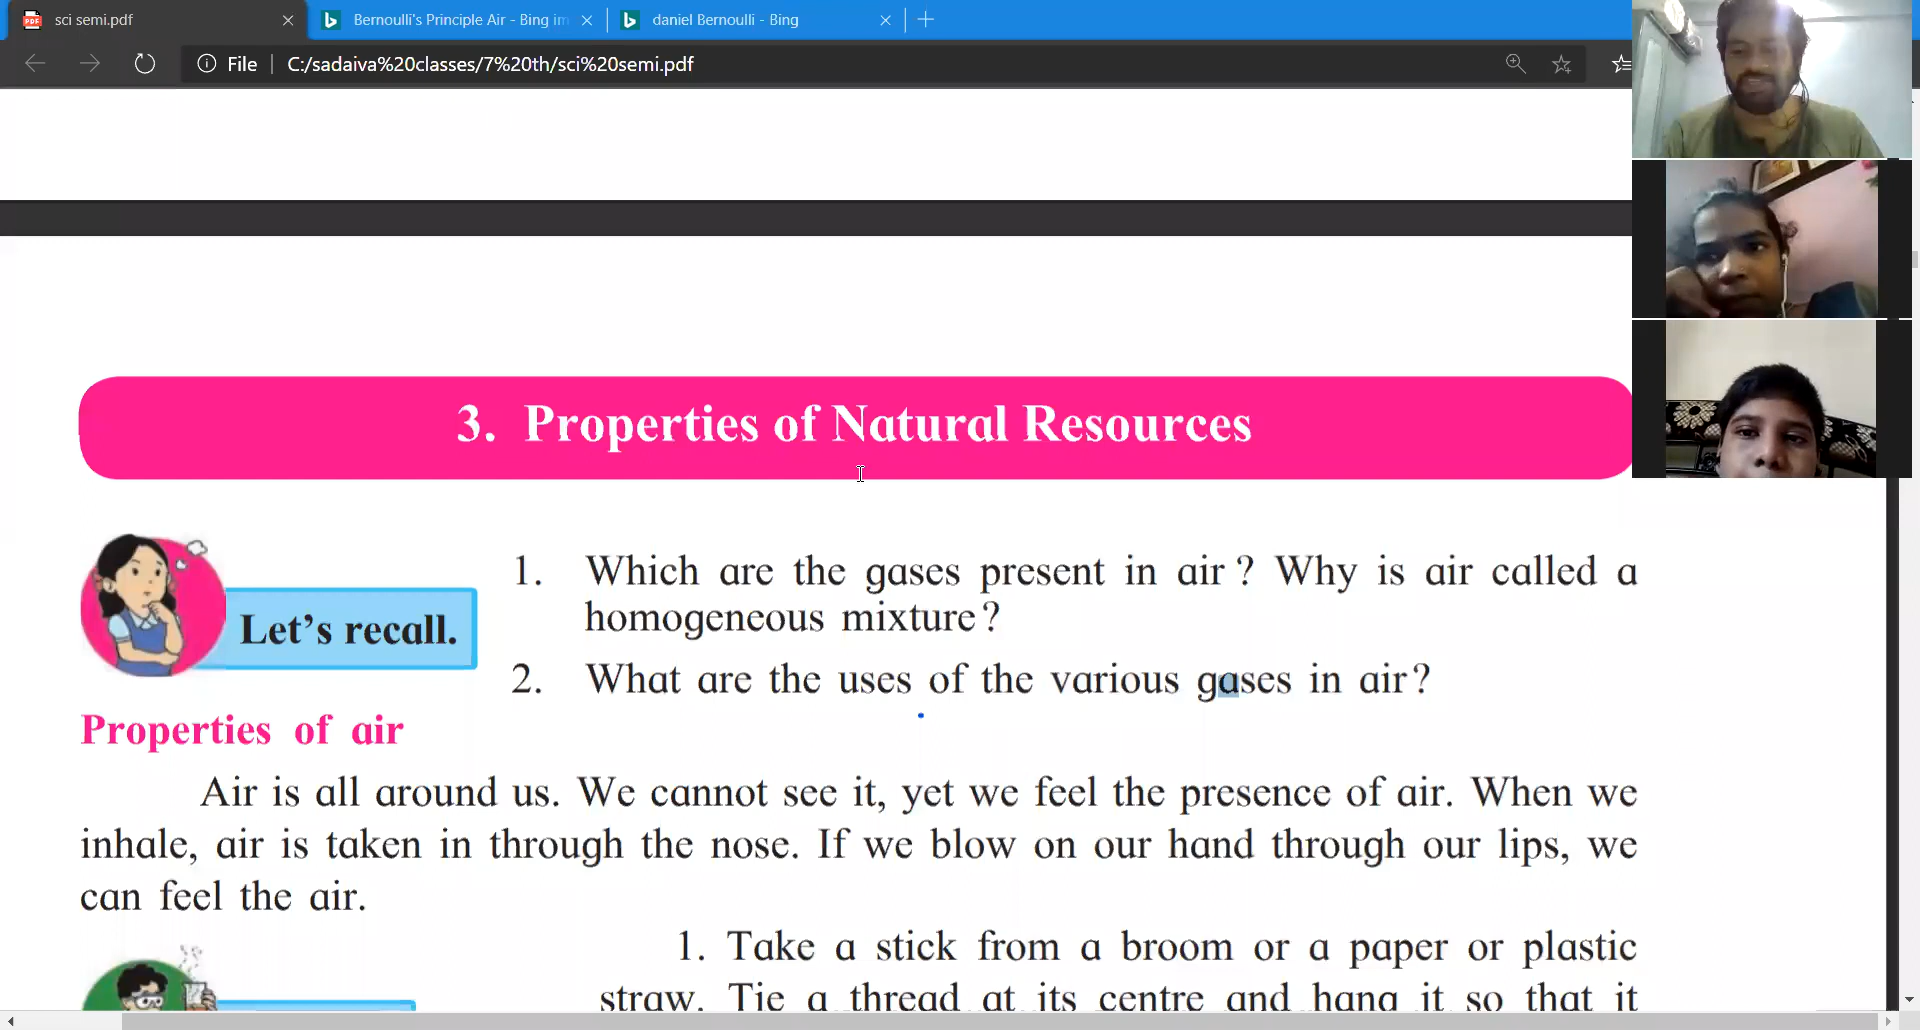 sci semi.pdf
Bernoulli's Principle Air - Bing im
daniel Bernoulli - Bing
File
C:/sadaiva%20classes/7%20th/sci%20semi.pdf
3. Properties of Natural Resources
Let's recall.
1. Which are the gases present in air? Why is air called a
homogeneous mixture?
2. What are the uses of the various gases in air?
Properties of air
Air is all around us. We cannot see it, yet we feel the presence of air. When we
inhale, air is taken in through the nose. If we blow on our hand through our lips, we
can feel the air.
1. Take a stick from a broom or a paper or plastic
straw. Tie a thread at its centre and hang it so that it